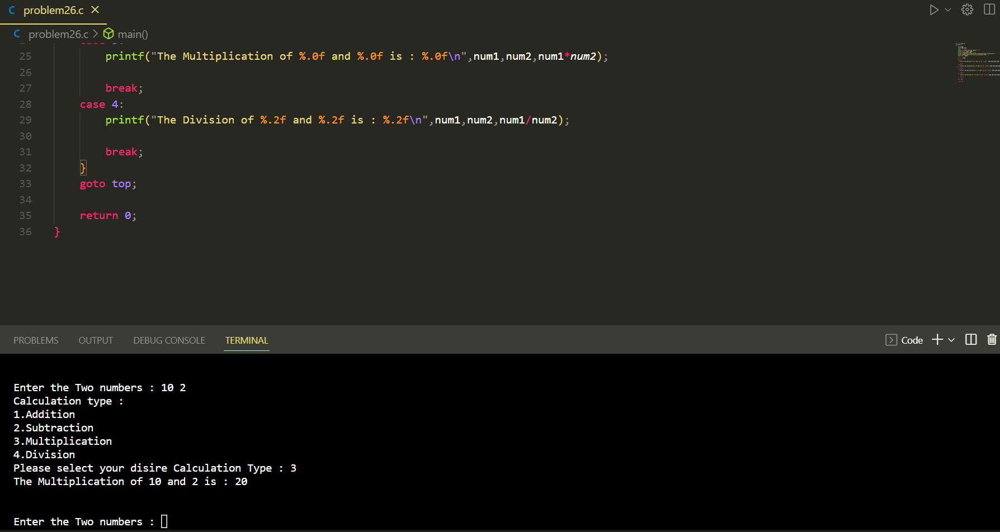 C problem26.c
C problem26.c > main()
25 printf("The Multiplication of %.0f and %.0f is : %.0f\n",num1,num2,num1*num2);
26
27 break;
28 case 4:
29 printf("The Division of %.2f and %.2f is : %.2f\n",num1,num2,num1/num2);
30
31 break;
32 }
33 goto top;
34
35 return 0;
36 }
PROBLEMS OUTPUT DEBUG CONSOLE TERMINAL Code
Enter the Two numbers : 10 2
Calculation type :
1.Addition
2.Subtraction
3.Multiplication
4.Division
Please select your disire Calculation Type : 3
The Multiplication of 10 and 2 is : 20
Enter the Two numbers :